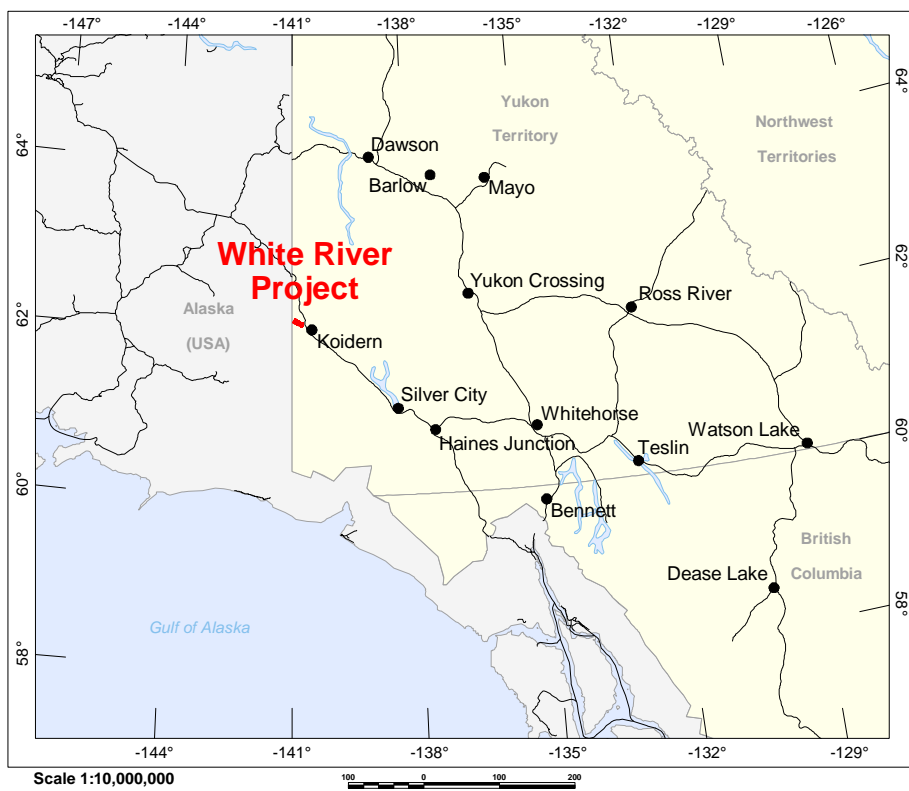 -147° -144° -141° -138° -135° -132° -129° -126°
64°
Yukon
Territory
Northwest
Territories
64°
Dawson
Barlow
Mayo
White River
Project
62°
Yukon Crossing
Ross River
62°
Alaska
(USA)
Koidern
Silver City
Whitehorse
Haines Junction
Teslin
Watson Lake
60°
60°
Bennett
British
Columbia
Dease Lake
58°
Gulf of Alaska
58°
-144° -141° -138° -135° -132° -129°
Scale 1:10,000,000
100 0 100 200